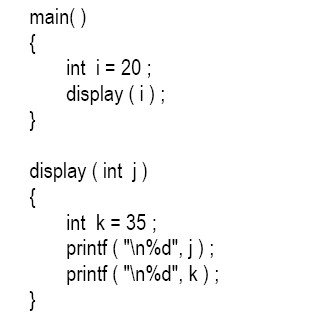 main( )
{
int i = 20 ;
display ( i ) ;
}
display ( int j )
{
int k = 35 ;
printf ( "\n%d", j ) ;
printf ( "\n%d", k ) ;
}